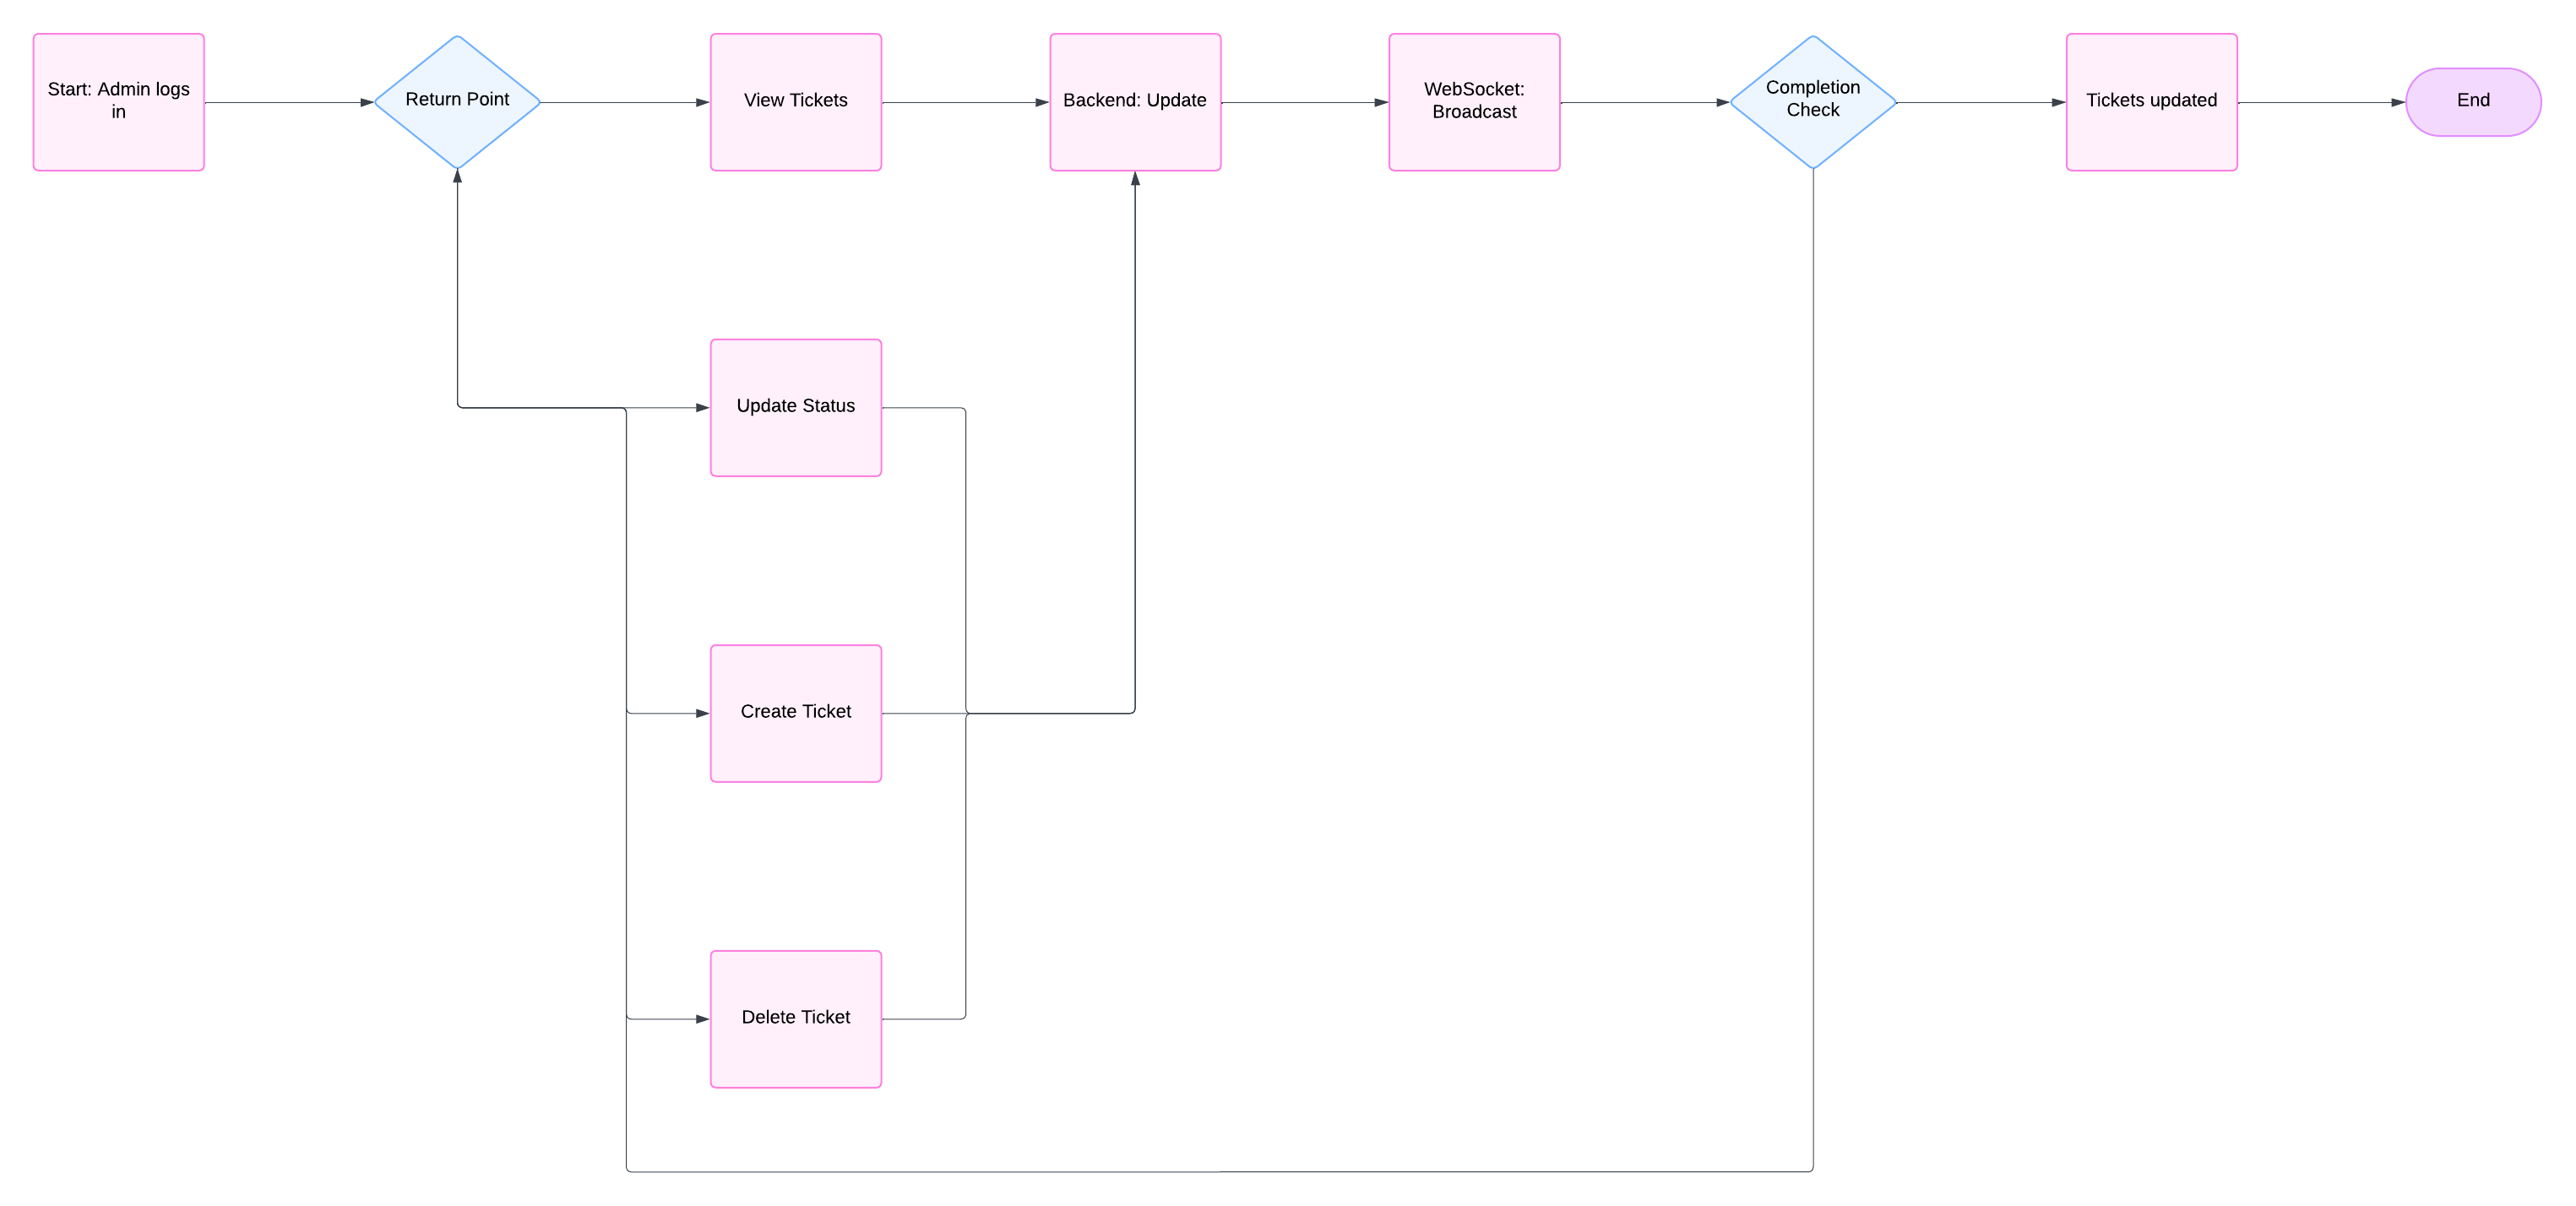 Start: Admin logs
in
Return Point
View Tickets
Backend: Update
WebSocket:
Broadcast
Completion
Check
Tickets updated
End
Update Status
Create Ticket
Delete Ticket